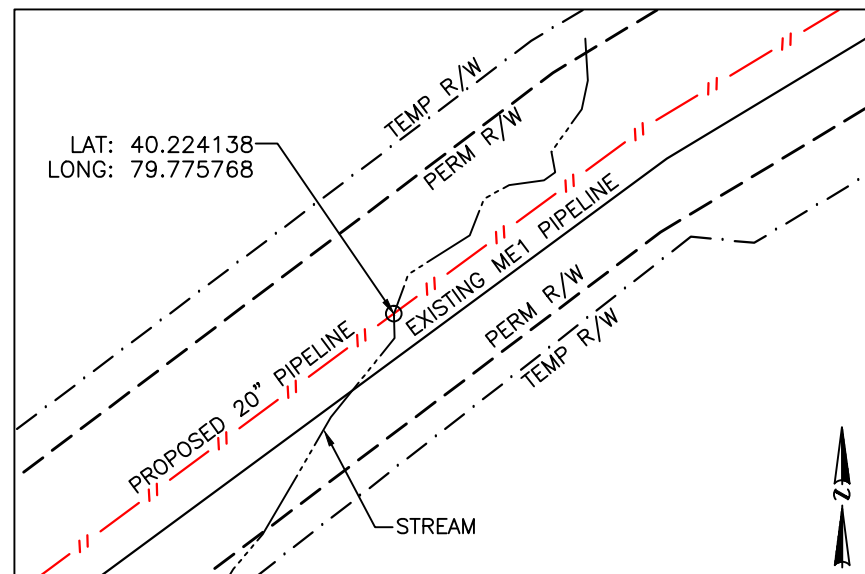 TEMP R/W
LAT: 40.224138
LONG: 79.775768
PERM R/W
EXISTING ME1 PIPELINE
PROPOSED 20" PIPELINE
PERM R/W
TEMP R/W
STREAM
N